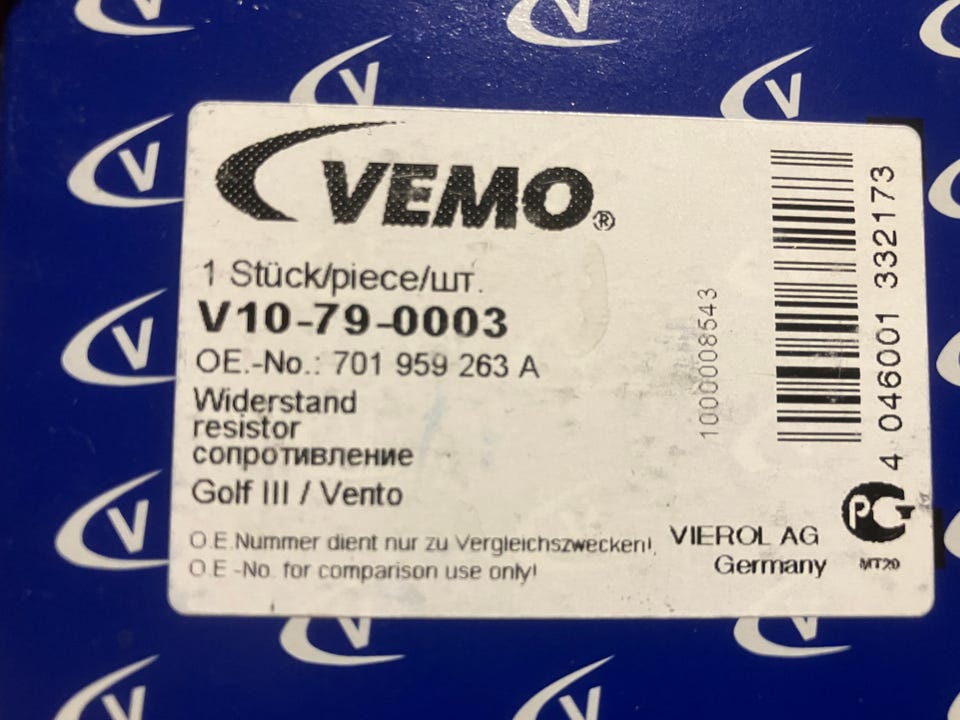 VEMO®
1 Stück/piece/шт.
V10-79-0003
OE.-No.: 701 959 263 A
Widerstand
resistor
сопротивление
Golf III / Vento
O.E.Nummer dient nur zu Vergleichszwecken!
O.E-No. for comparison use only!
VIEROL AG
Germany
1000008543
4 046001 332173
PG
MT20